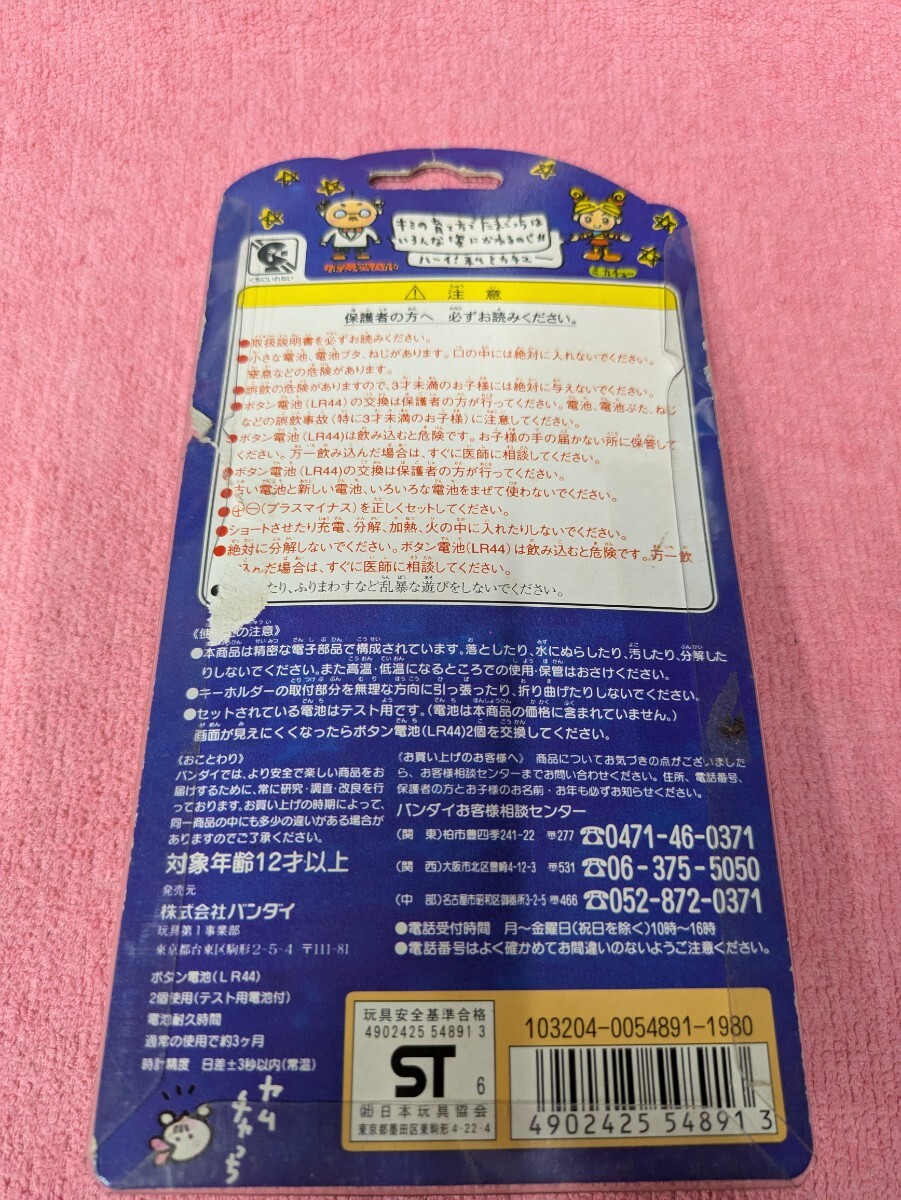 キミの育て方でたまごっちは
いろんな姿にかわるのじゃ!!
ハーイ!私ミカチュー
ミカチュー
くちにいれない
注意
保護者の方へ 必ずお読みください。
●取扱説明書を必ずお読みください。
●小さな電池、電池ブタ、ねじがあります。口の中には絶対に入れないでください。
窒息などの危険があります。
●誤飲の危険がありますので、3才未満のお子様には絶対に与えないでください。
●ボタン電池(LR44)の交換は保護者の方が行ってください。電池、電池ぶた、ねじ
などの誤飲事故(特に3才未満のお子様)に注意してください。
●ボタン電池(LR44)は飲み込むと危険です。お子様の手の届かない所に保管して
ください。万一飲み込んだ場合は、すぐに医師に相談してください。
●ボタン電池(LR44)の交換は保護者の方が行ってください。
●古い電池と新しい電池、いろいろな電池をまぜて使わないでください。
●⊕⊖(プラスマイナス)を正しくセットしてください。
●ショートさせたり充電、分解、加熱、火の中に入れたりしないでください。
●絶対に分解しないでください。ボタン電池(LR44)は飲み込むと危険です。万一飲
み込んだ場合は、すぐに医師に相談してください。
たり、ふりまわすなど乱暴な遊びをしないでください。
《使 の注意》
●本商品は精密な電子部品で構成されています。落としたり、水にぬらしたり、汚したり、分解した
りしないでください。また高温・低温になるところでの使用・保管はおさけください。
●キーホルダーの取付部分を無理な方向に引っ張ったり、折り曲げたりしないでください。
●セットされている電池はテスト用です。(電池は本商品の価格に含まれていません。)
画面が見えにくくなったらボタン電池(LR44)2個を交換してください。
《おことわり》
バンダイでは、より安全で楽しい商品をお
届けするために、常に研究・調査・改良を行
っております。お買い上げの時期によって、
同一商品の中にも多少の違いがある場合が
ありますのでご了承ください。
対象年齢12才以上
発売元
株式会社バンダイ
玩具第1事業部
東京都台東区駒形2-5-4 〒111-81
ボタン電池(LR44)
2個使用(テスト用電池付)
電池耐久時間
通常の使用で約3ヶ月
時計精度 日差±3秒以内(常温)
《お買い上げのお客様へ》 商品についてお気づきの点がございました
ら、お客様相談センターまでお問い合わせください。住所、電話番号、
保護者の方とお子様のお名前・お年も必ずお知らせください。
バンダイお客様相談センター
(関 東)柏市豊四季241-22 〠277 ☎0471-46-0371
(関 西)大阪市北区豊崎4-12-3 〠531 ☎06-375-5050
(中 部)名古屋市昭和区御器所3-2-5 〠466 ☎052-872-0371
●電話受付時間 月~金曜日(祝日を除く)10時~16時
●電話番号はよく確かめてお間違いのないようご注意ください。
玩具安全基準合格
4902425 54891 3
ST 6
㈳日本玩具協会
東京都墨田区東駒形4-22-4
103204-0054891-1980
4902425 548913